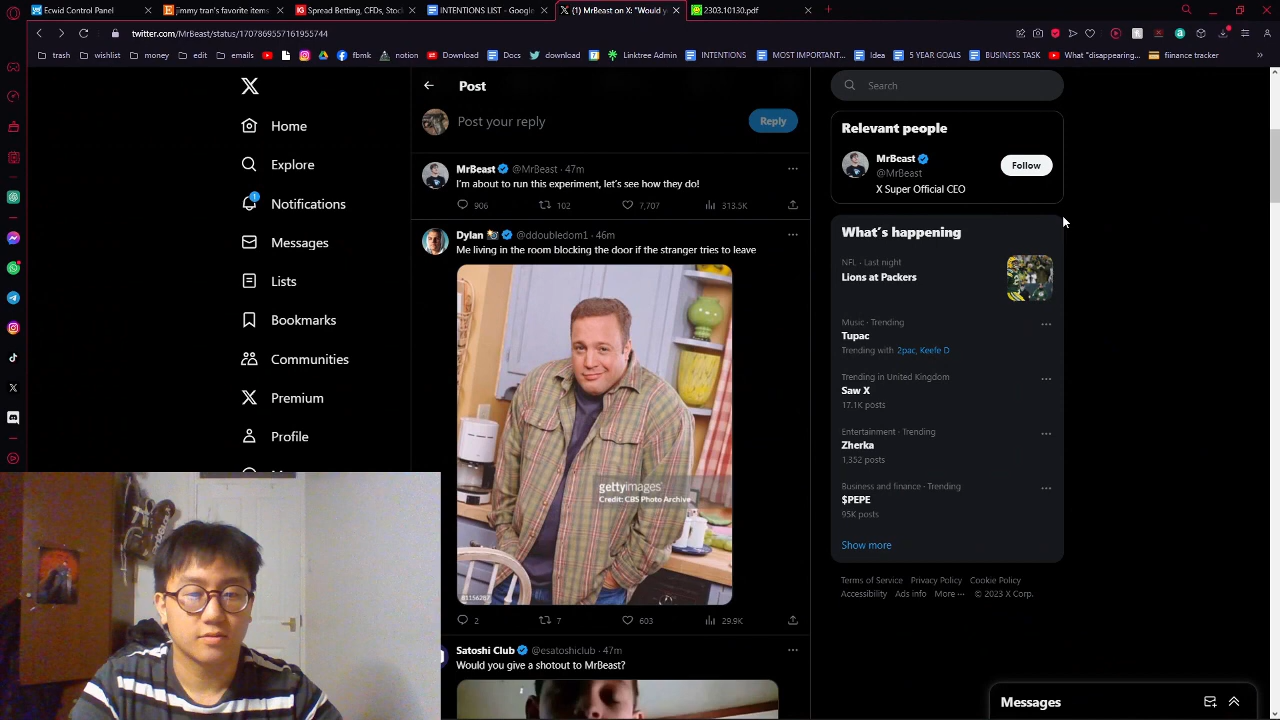 Ecwid Control Panel
jimmy tran's favorite items
Spread Betting, CFDs, Stoc
INTENTIONS LIST - Google
(1) MrBeast on X: "Would y
2303.10130.pdf
twitter.com/MrBeast/status/1707869557161955744
trash
wishlist
money
edit
emails
fbmk
notion
Download
Docs
download
Linktree Admin
INTENTIONS
MOST IMPORTANT...
Idea
5 YEAR GOALS
BUSINESS TASK
What "disappearing...
finance tracker
Home
Explore
1
Notifications
Messages
Lists
Bookmarks
Communities
Premium
Profile
Post
Post your reply
Reply
MrBeast @MrBeast · 47m
I'm about to run this experiment, let's see how they do!
906 102 7,707 313.5K
Dylan @ddoubledom1 · 46m
Me living in the room blocking the door if the stranger tries to leave
gettyimages
Credit: CBS Photo Archive
2 7 603 29.9K
Satoshi Club @esatoshiclub · 47m
Would you give a shotout to MrBeast?
Search
Relevant people
MrBeast
@MrBeast
Follow
X Super Official CEO
What's happening
NFL · Last night
Lions at Packers
Music · Trending
Tupac
Trending with 2pac, Keefe D
Trending in United Kingdom
Saw X
17.1K posts
Entertainment · Trending
Zherka
1,352 posts
Business and finance · Trending
$PEPE
95K posts
Show more
Terms of Service Privacy Policy Cookie Policy
Accessibility Ads info More ··· © 2023 X Corp.
Messages